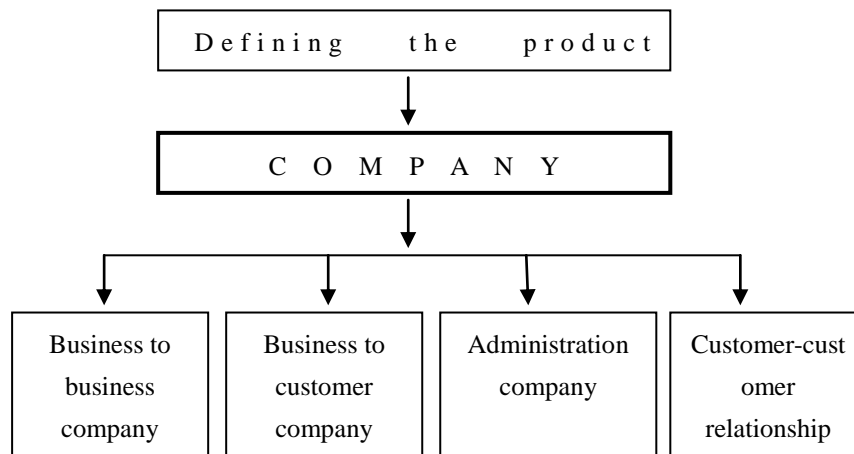 Defining the product
COMPANY
Business to
business
company
Business to
customer
company
Administration
company
Customer-cust
omer
relationship